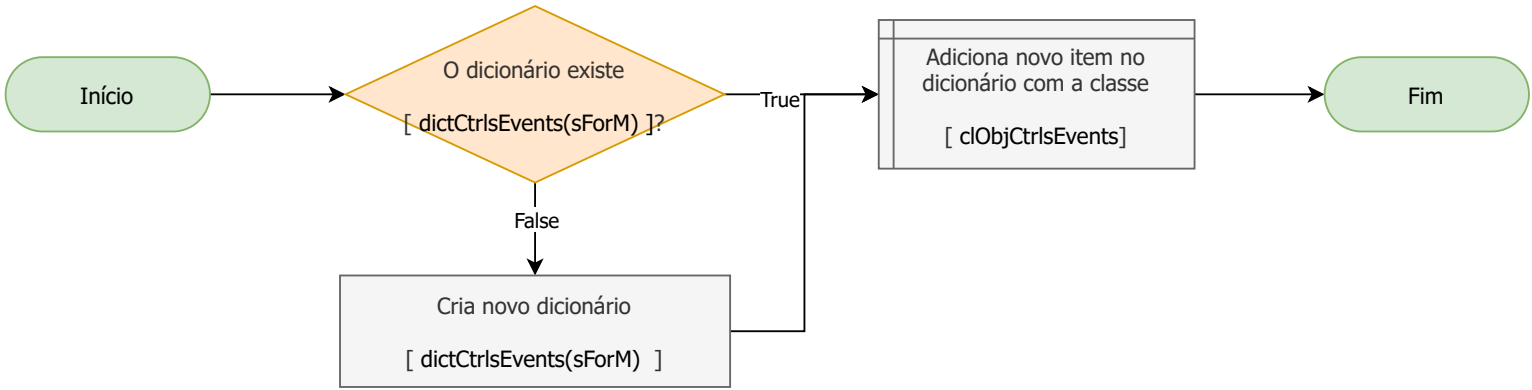 Início
O dicionário existe
[ dictCtrlsEvents(sForM) ]?
True
False
Cria novo dicionário
[ dictCtrlsEvents(sForM) ]
Adiciona novo item no
dicionário com a classe
[ clObjCtrlsEvents]
Fim